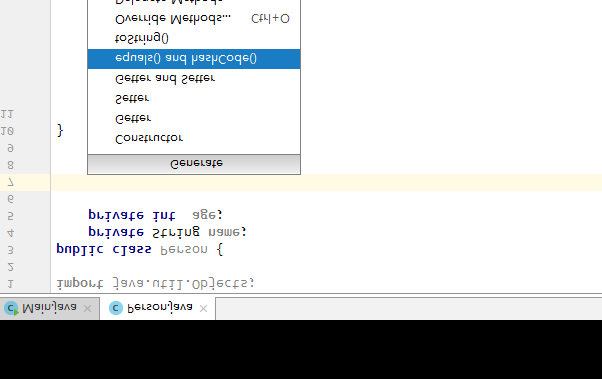 Main.java Person.java
1 import java.util.Objects;
2
3 public class Person {
4 private String name;
5 private int age;
6
7
Generate
8
Constructor
9
Getter
10 }
11
Setter
Getter and Setter
equals() and hashCode()
toString()
Override Methods... Ctrl+O
Delegate Methods...